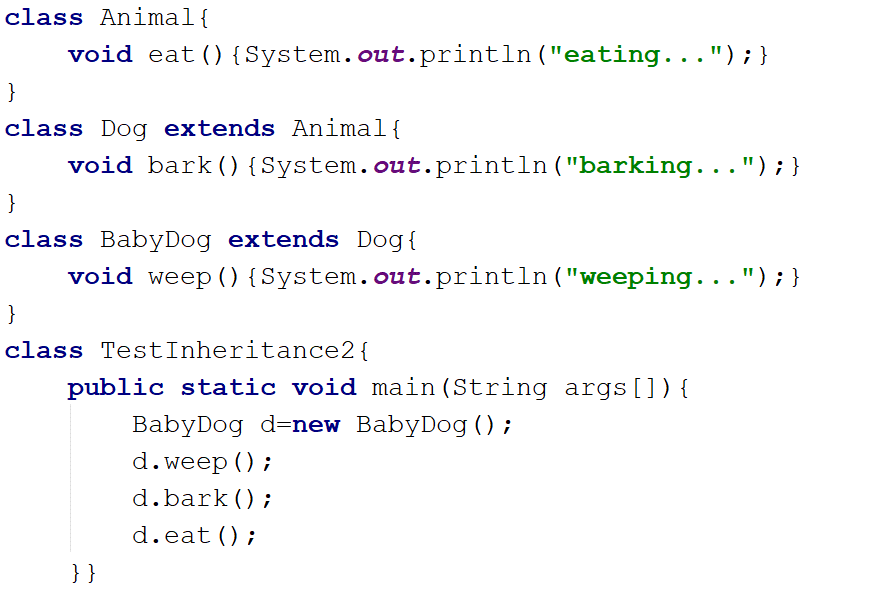 class Animal{
    void eat(){System.out.println("eating...");}
}
class Dog extends Animal{
    void bark(){System.out.println("barking...");}
}
class BabyDog extends Dog{
    void weep(){System.out.println("weeping...");}
}
class TestInheritance2{
    public static void main(String args[]){
        BabyDog d=new BabyDog();
        d.weep();
        d.bark();
        d.eat();
    }}